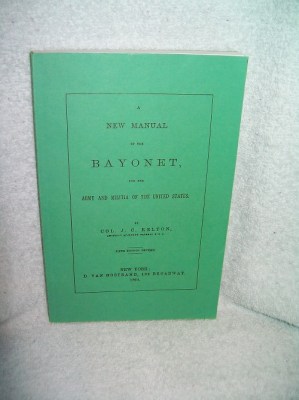 A
NEW MANUAL
OF THE
BAYONET,
FOR THE
ARMY AND MILITIA OF THE UNITED STATES.
BY
COL. J. C. KELTON,
NEW YORK:
D. VAN NOSTRAND, 192 BROADWAY.